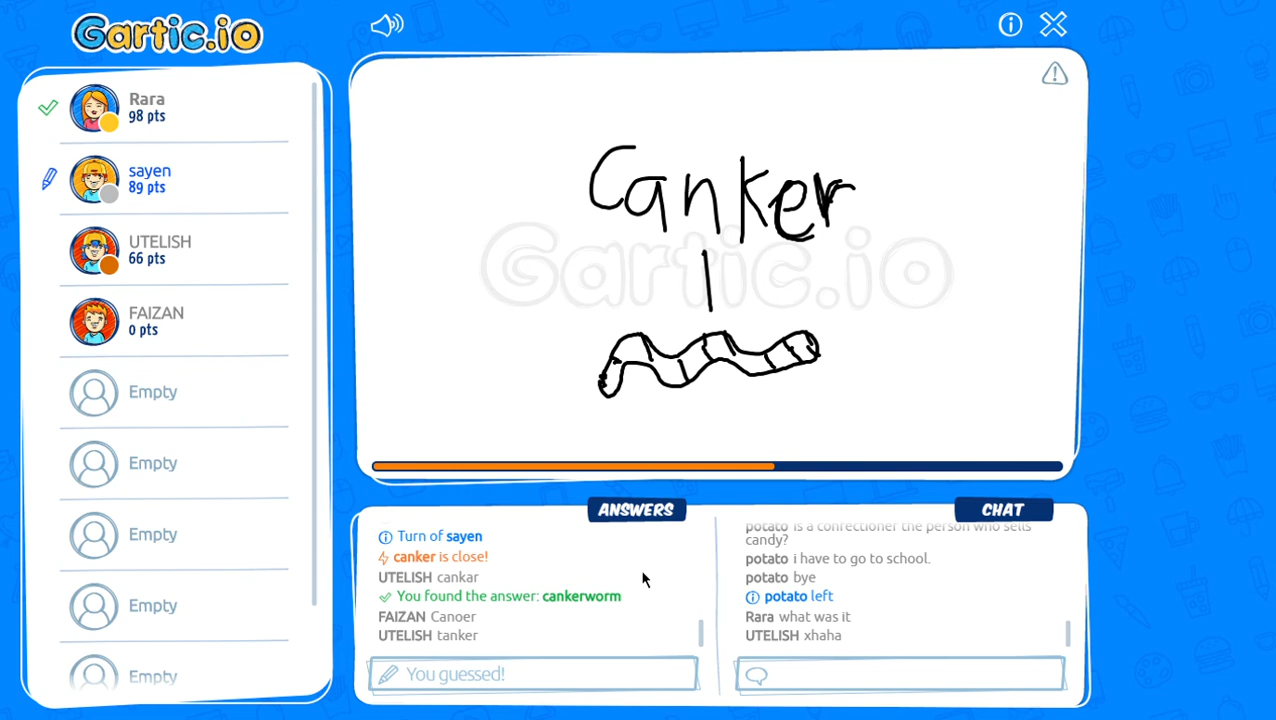 Gartic.io
Rara
98 pts
sayen
89 pts
UTELISH
66 pts
FAIZAN
0 pts
Empty
Empty
Empty
Empty
Empty
Canker
Gartic.io
ANSWERS
Turn of sayen
canker is close!
UTELISH cankar
You found the answer: cankerworm
FAIZAN Canoer
UTELISH tanker
You guessed!
CHAT
potato is a confectioner the person who sells
candy?
potato i have to go to school.
potato bye
potato left
Rara what was it
UTELISH xhaha